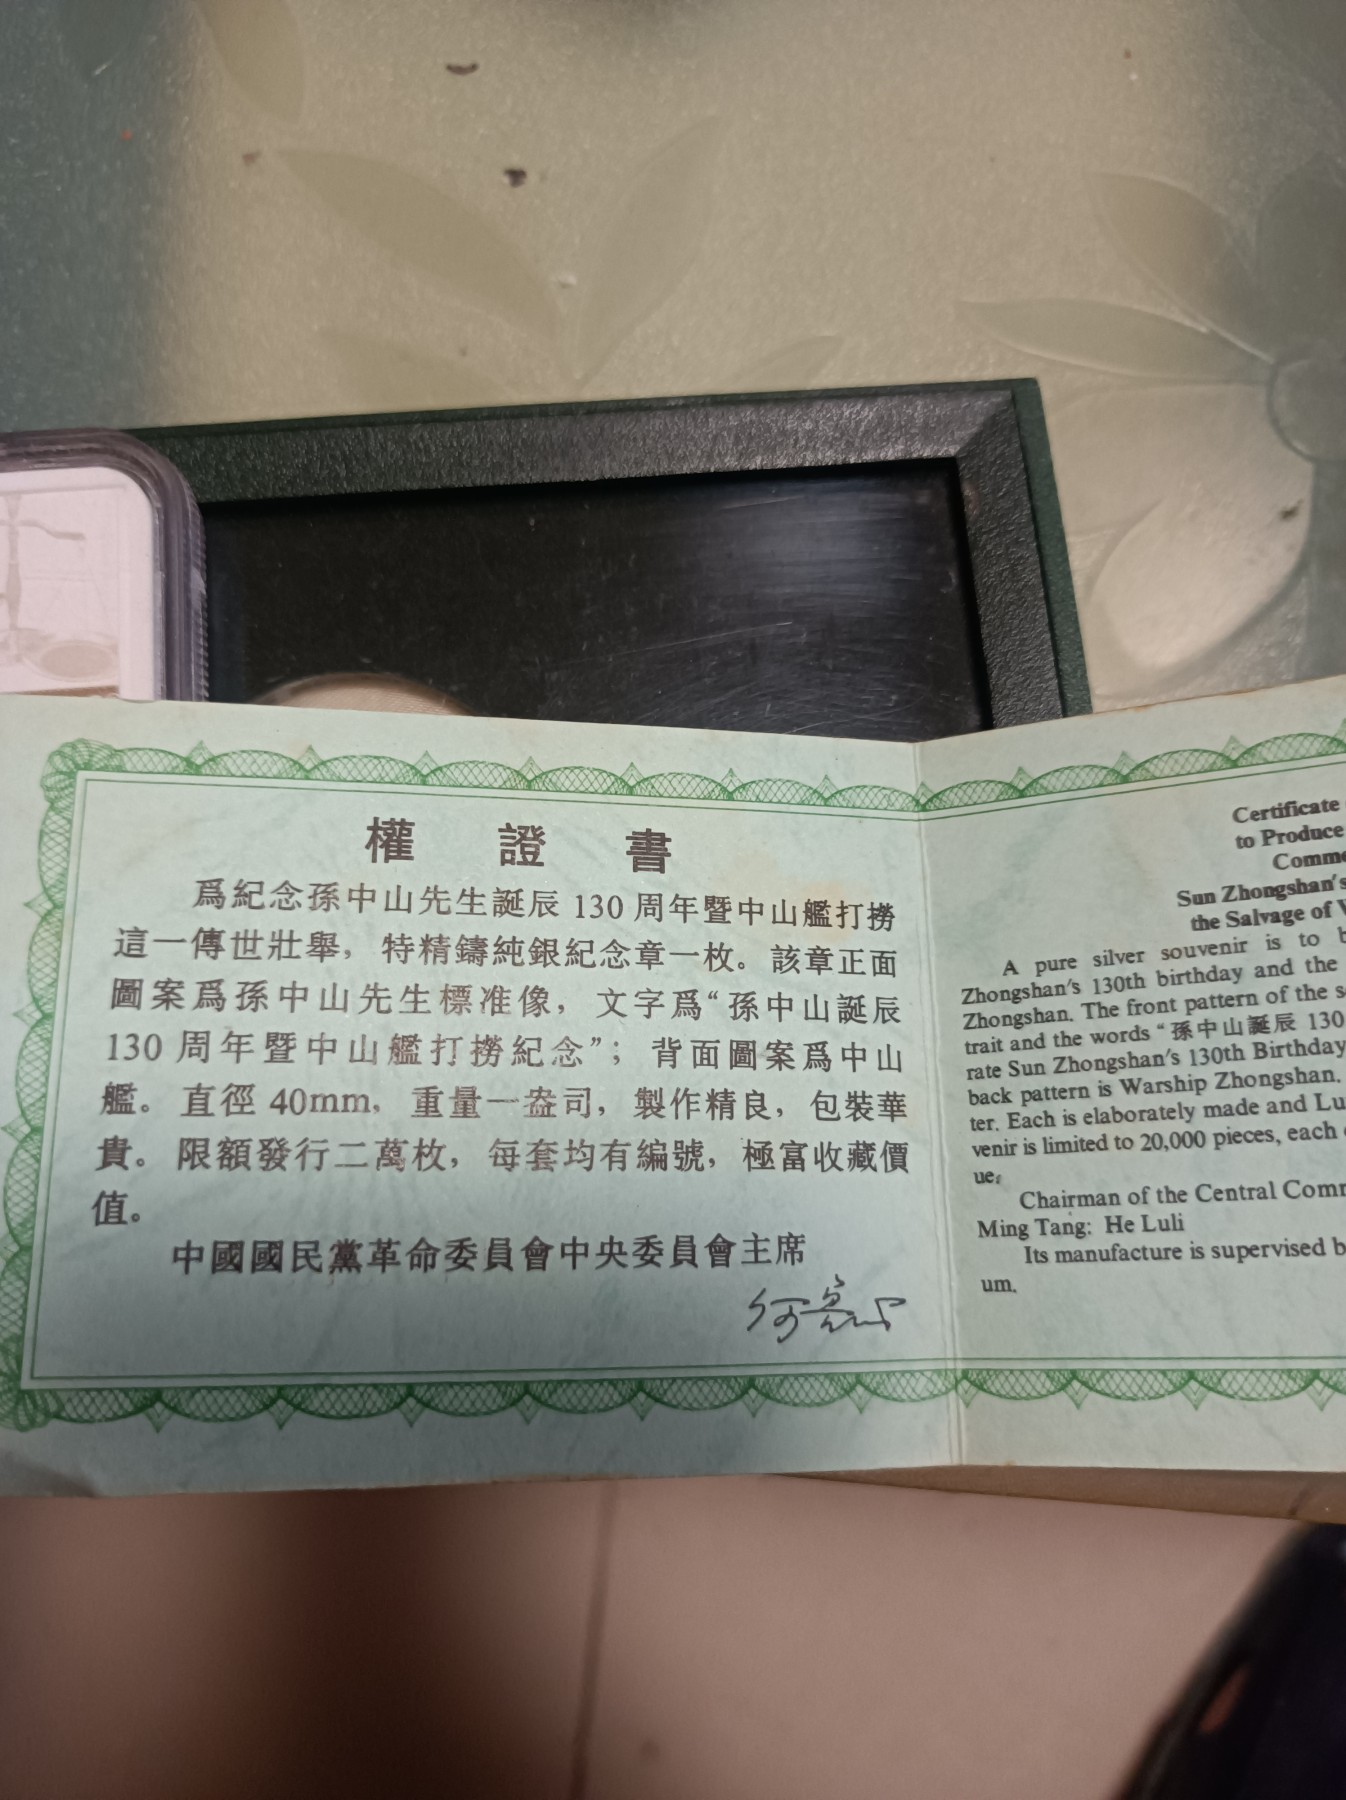 權 證 書
爲紀念孫中山先生誕辰 130 周年暨中山艦打撈
這一傳世壯舉，特精鑄純銀紀念章一枚。該章正面
圖案爲孫中山先生標准像，文字爲“孫中山誕辰
130 周年暨中山艦打撈紀念”；背面圖案爲中山
艦。直徑 40mm，重量一盎司，製作精良，包裝華
貴。限額發行二萬枚，每套均有編號，極富收藏價
值。
中國國民黨革命委員會中央委員會主席
何魯麗
Certificate
to Produce
Comme
Sun Zhongshan's
the Salvage of
A pure silver souvenir is to b
Zhongshan's 130th birthday and the
Zhongshan. The front pattern of the s
trait and the words “孫中山誕辰 130
rate Sun Zhongshan's 130th Birthday
back pattern is Warship Zhongshan.
ter. Each is elaborately made and Lu
venir is limited to 20,000 pieces, each
ue.
Chairman of the Central Comm
Ming Tang: He Luli
Its manufacture is supervised b
um.